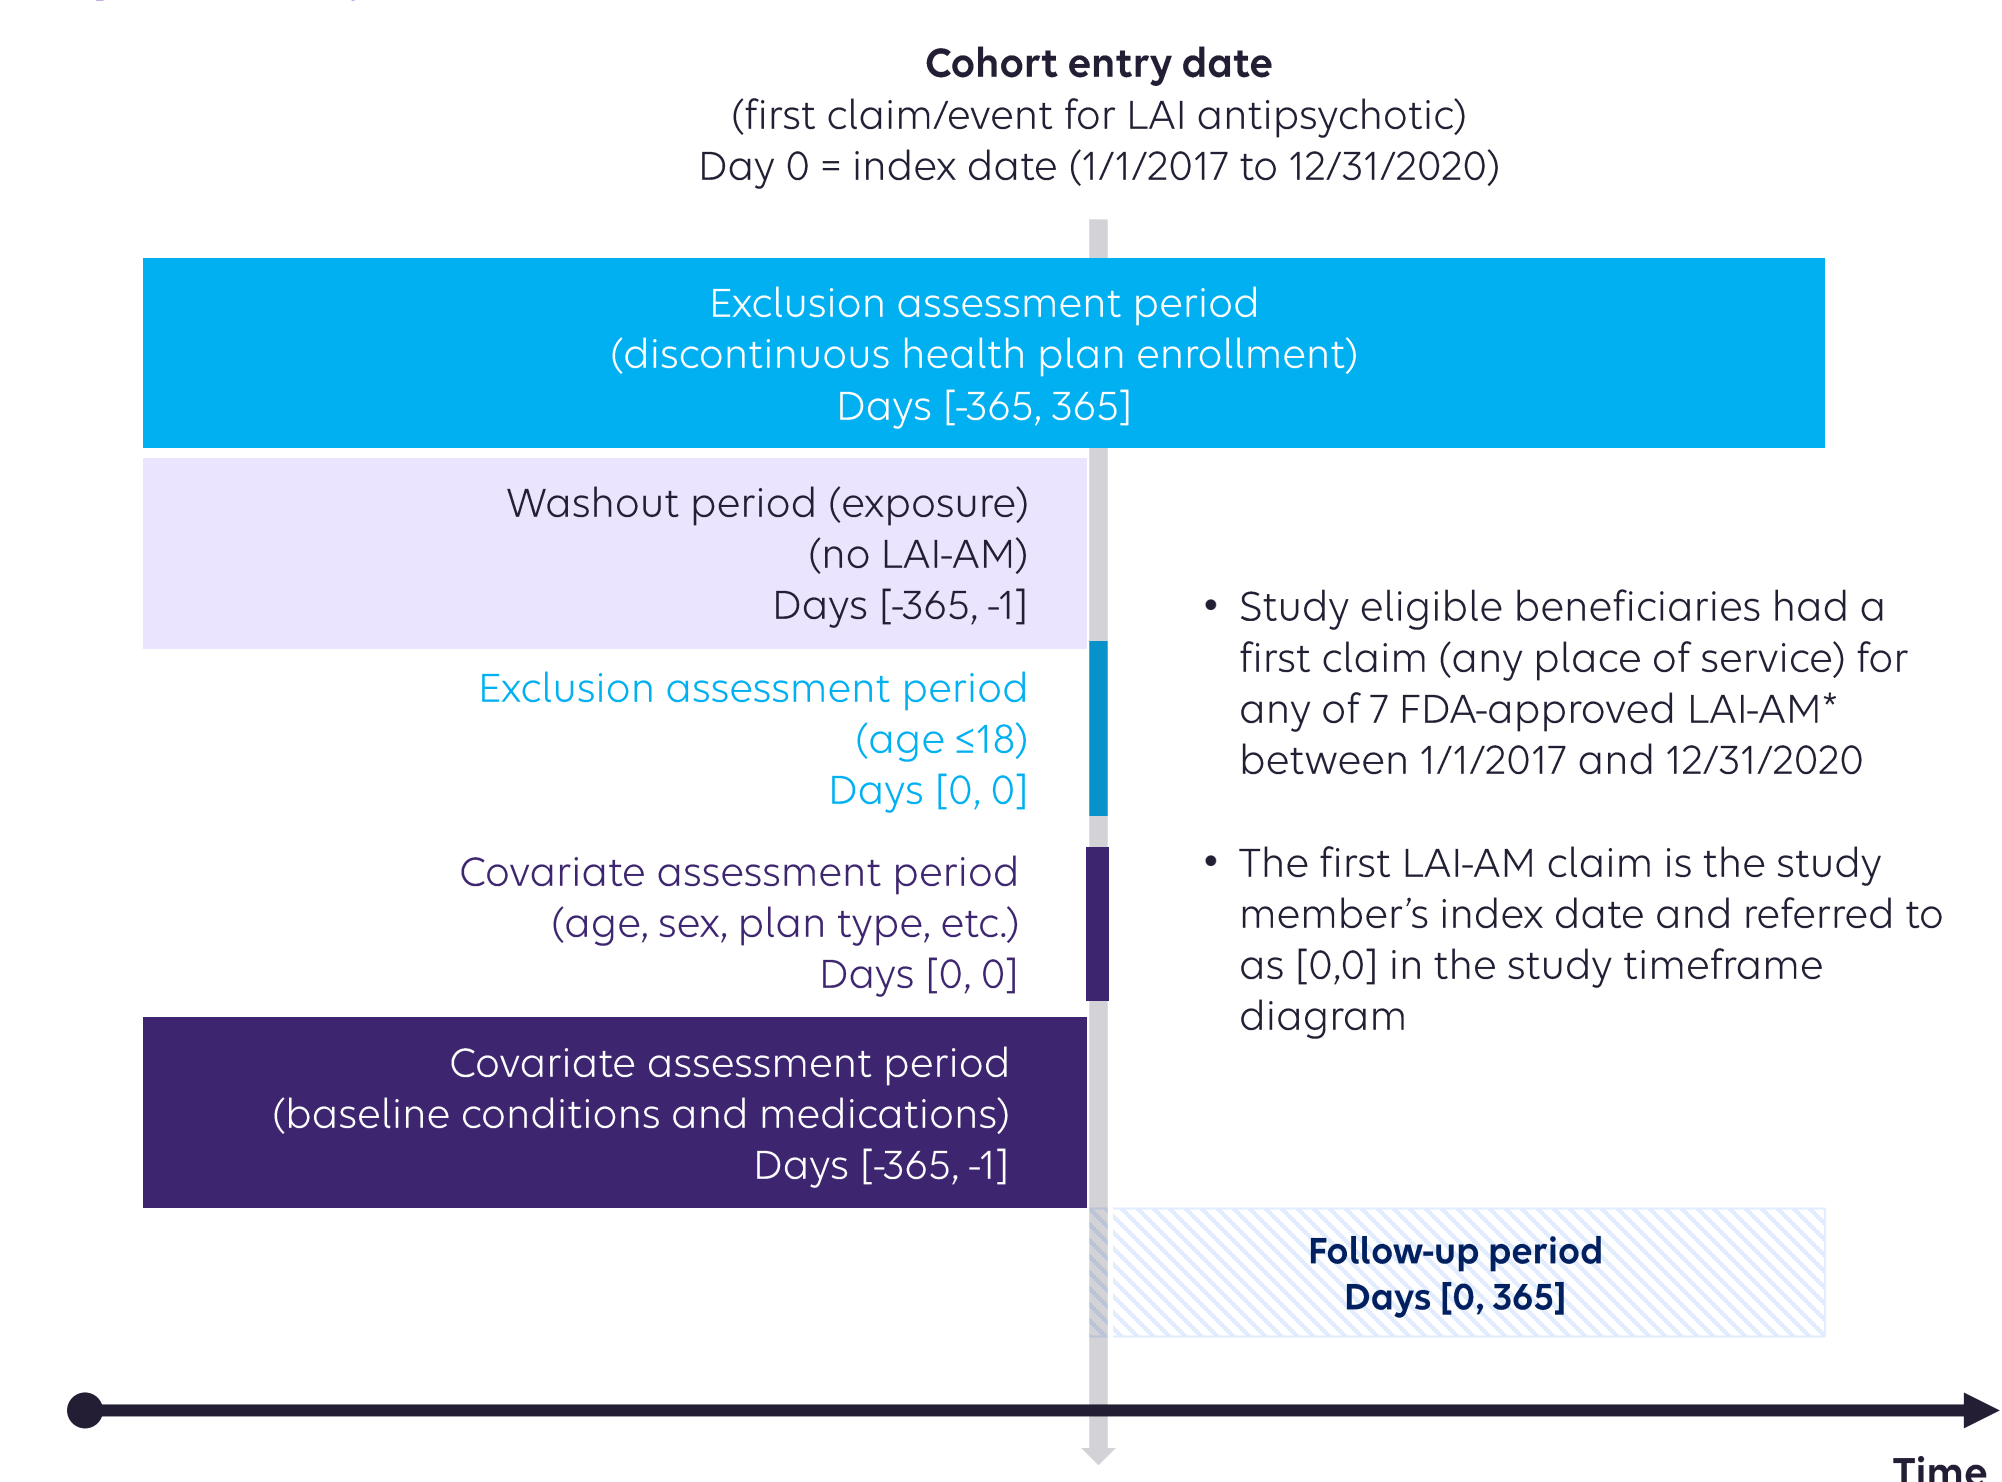 Cohort entry date
(first claim/event for LAI antipsychotic)
Day 0 = index date (1/1/2017 to 12/31/2020)
Exclusion assessment period
(discontinuous health plan enrollment)
Days [-365, 365]
Washout period (exposure)
(no LAI-AM)
Days [-365, -1]
Exclusion assessment period
(age ≤18)
Days [0, 0]
Covariate assessment period
(age, sex, plan type, etc.)
Days [0, 0]
Covariate assessment period
(baseline conditions and medications)
Days [-365, -1]
• Study eligible beneficiaries had a
first claim (any place of service) for
any of 7 FDA-approved LAI-AM*
between 1/1/2017 and 12/31/2020
• The first LAI-AM claim is the study
member’s index date and referred to
as [0,0] in the study timeframe
diagram
Follow-up period
Days [0, 365]
Time